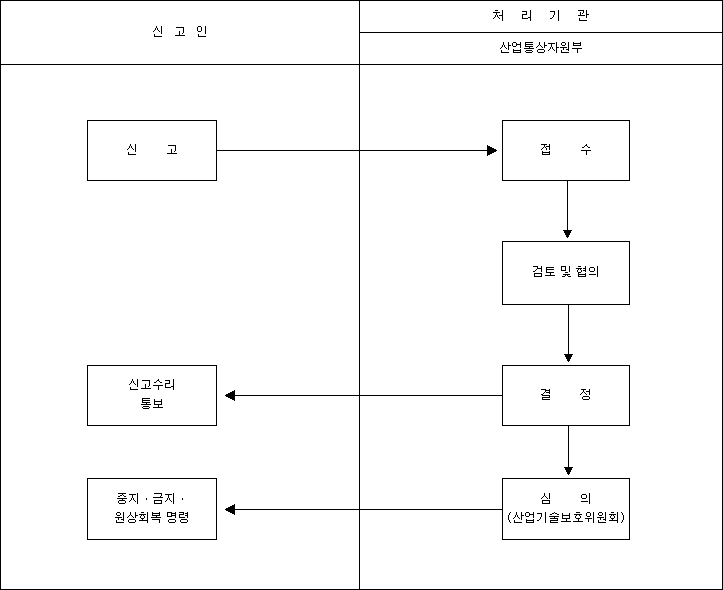 신 고 인
처 리 기 관
산업통상자원부
신 고
접 수
검토 및 협의
신고수리
통보
결 정
중지·금지·
원상회복 명령
심 의
(산업기술보호위원회)